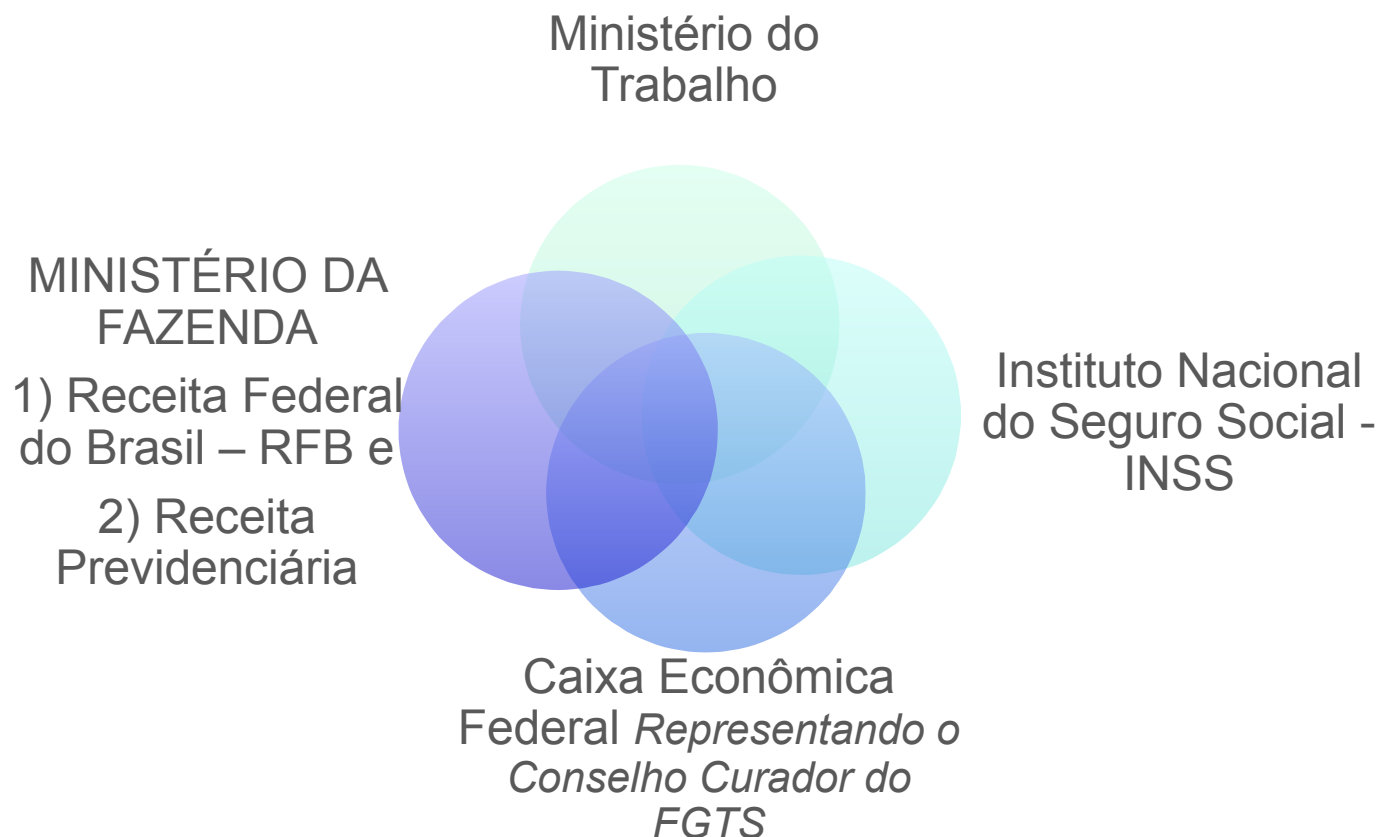 Ministério do
Trabalho
MINISTÉRIO DA
FAZENDA
1) Receita Federal
do Brasil – RFB e
2) Receita
Previdenciária
Instituto Nacional
do Seguro Social -
INSS
Caixa Econômica
Federal Representando o
Conselho Curador do
FGTS